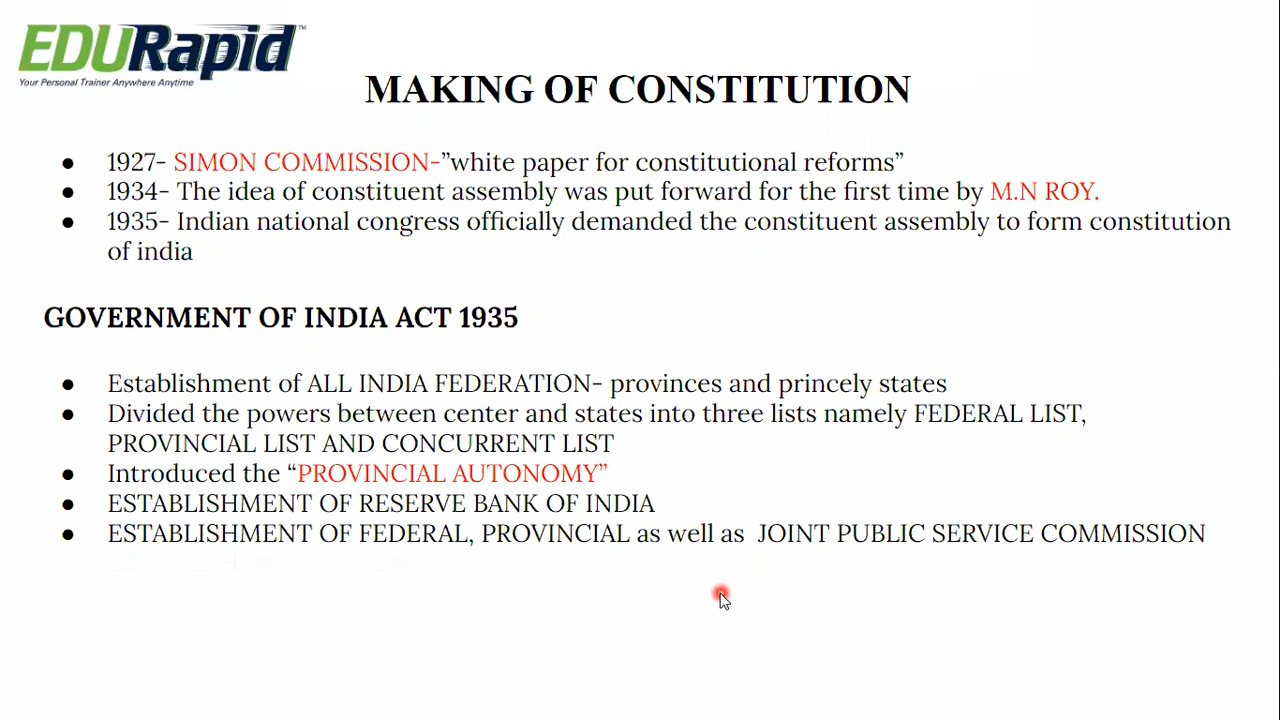 EDURapid™
Your Personal Trainer Anywhere Anytime
MAKING OF CONSTITUTION
● 1927- SIMON COMMISSION-”white paper for constitutional reforms”
● 1934- The idea of constituent assembly was put forward for the first time by M.N ROY.
● 1935- Indian national congress officially demanded the constituent assembly to form constitution
of india
GOVERNMENT OF INDIA ACT 1935
● Establishment of ALL INDIA FEDERATION- provinces and princely states
● Divided the powers between center and states into three lists namely FEDERAL LIST,
PROVINCIAL LIST AND CONCURRENT LIST
● Introduced the “PROVINCIAL AUTONOMY”
● ESTABLISHMENT OF RESERVE BANK OF INDIA
● ESTABLISHMENT OF FEDERAL, PROVINCIAL as well as JOINT PUBLIC SERVICE COMMISSION